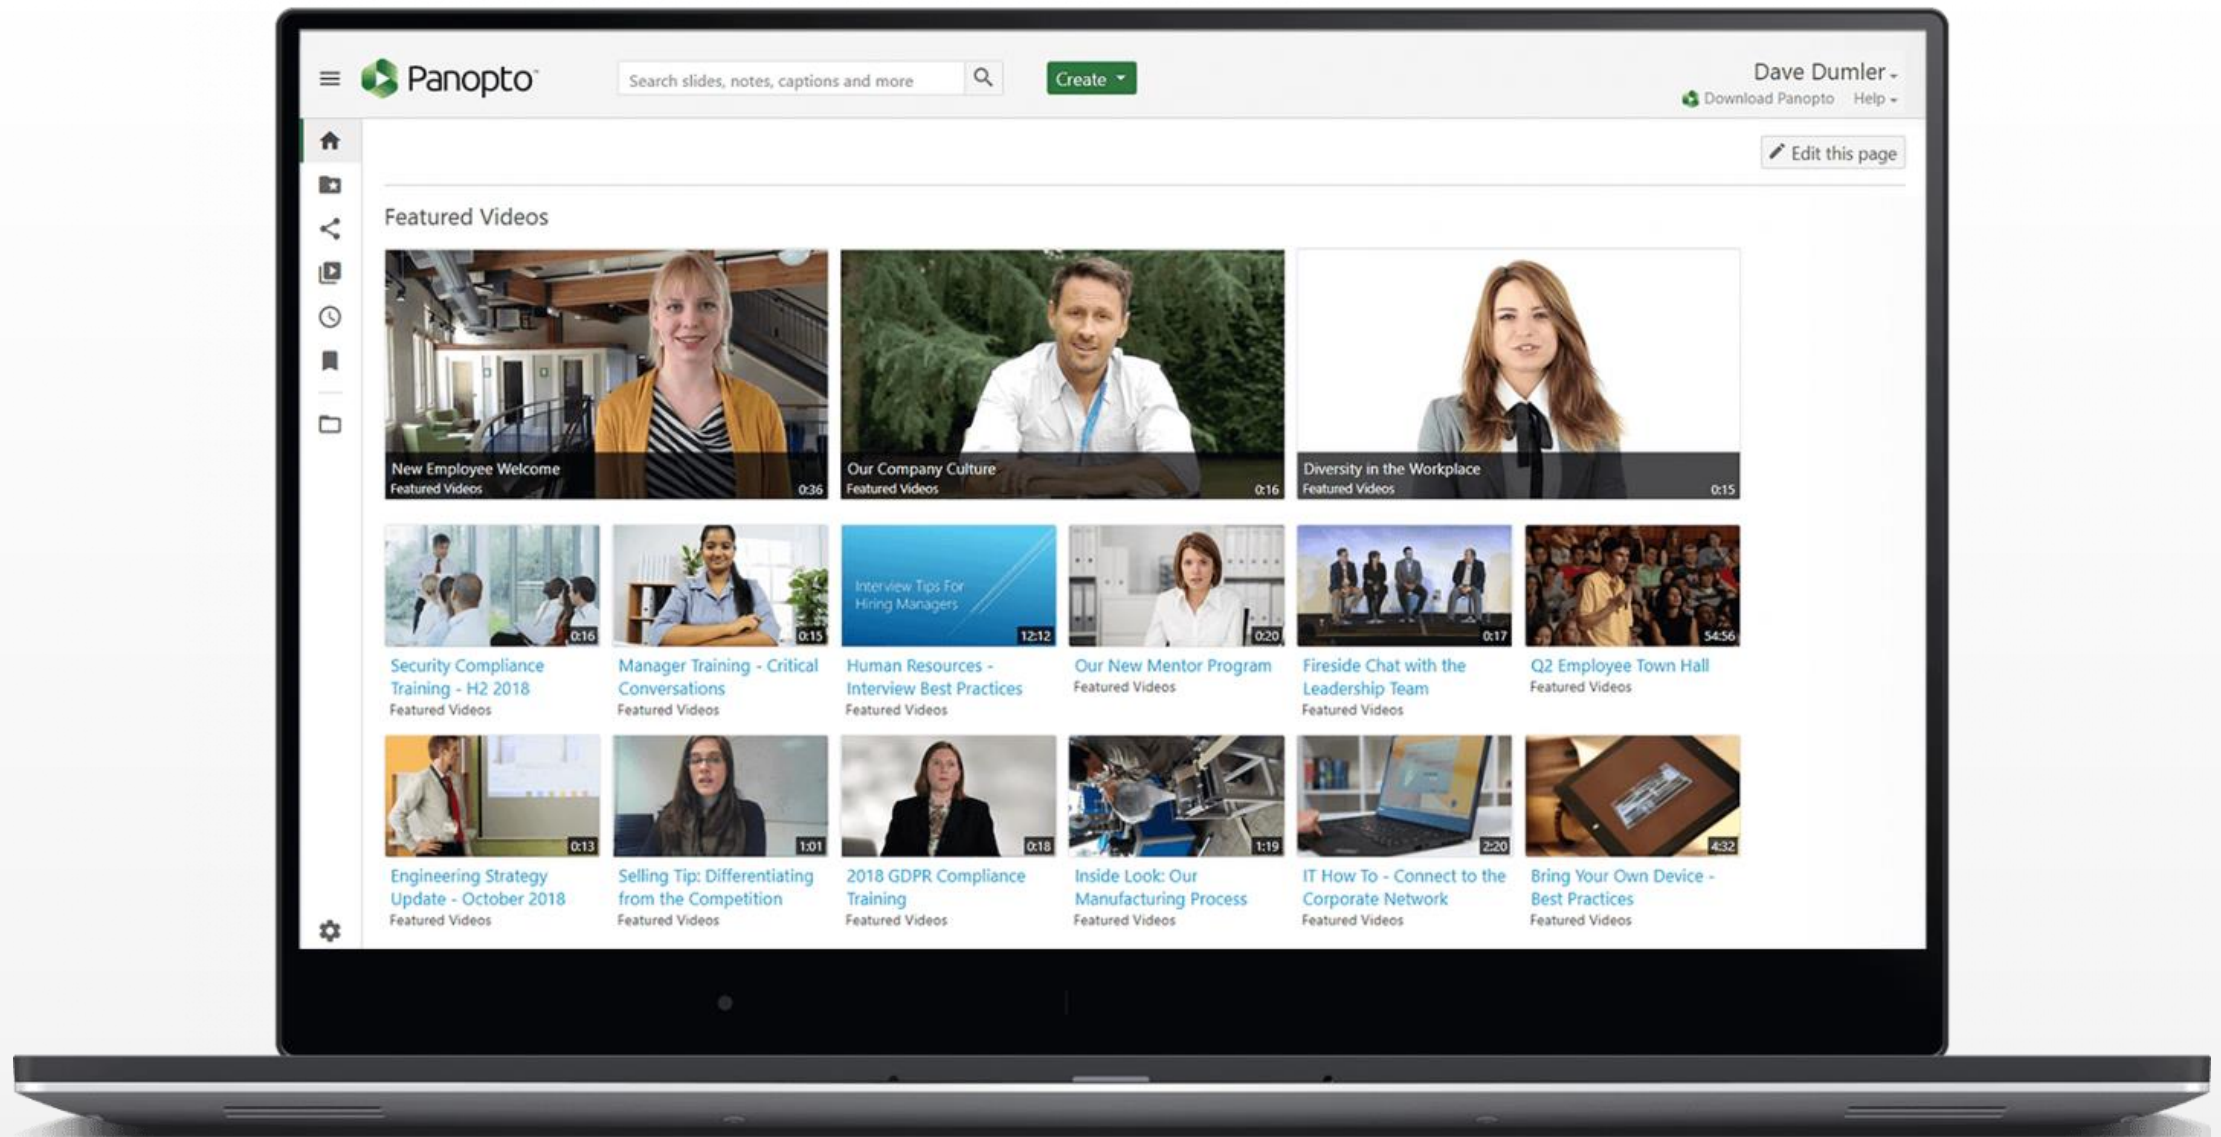 Panopto
Search slides, notes, captions and more
Create
Dave Dumler
Download Panopto Help
Edit this page
Featured Videos
New Employee Welcome
Featured Videos
0:36
Our Company Culture
Featured Videos
0:16
Diversity in the Workplace
Featured Videos
0:15
0:16
Security Compliance
Training - H2 2018
Featured Videos
0:15
Manager Training - Critical
Conversations
Featured Videos
Interview Tips For
Hiring Managers
12:12
Human Resources -
Interview Best Practices
Featured Videos
0:20
Our New Mentor Program
Featured Videos
0:17
Fireside Chat with the
Leadership Team
Featured Videos
54:56
Q2 Employee Town Hall
Featured Videos
0:13
Engineering Strategy
Update - October 2018
Featured Videos
1:01
Selling Tip: Differentiating
from the Competition
Featured Videos
0:18
2018 GDPR Compliance
Training
Featured Videos
1:19
Inside Look: Our
Manufacturing Process
Featured Videos
2:20
IT How To - Connect to the
Corporate Network
Featured Videos
4:32
Bring Your Own Device -
Best Practices
Featured Videos